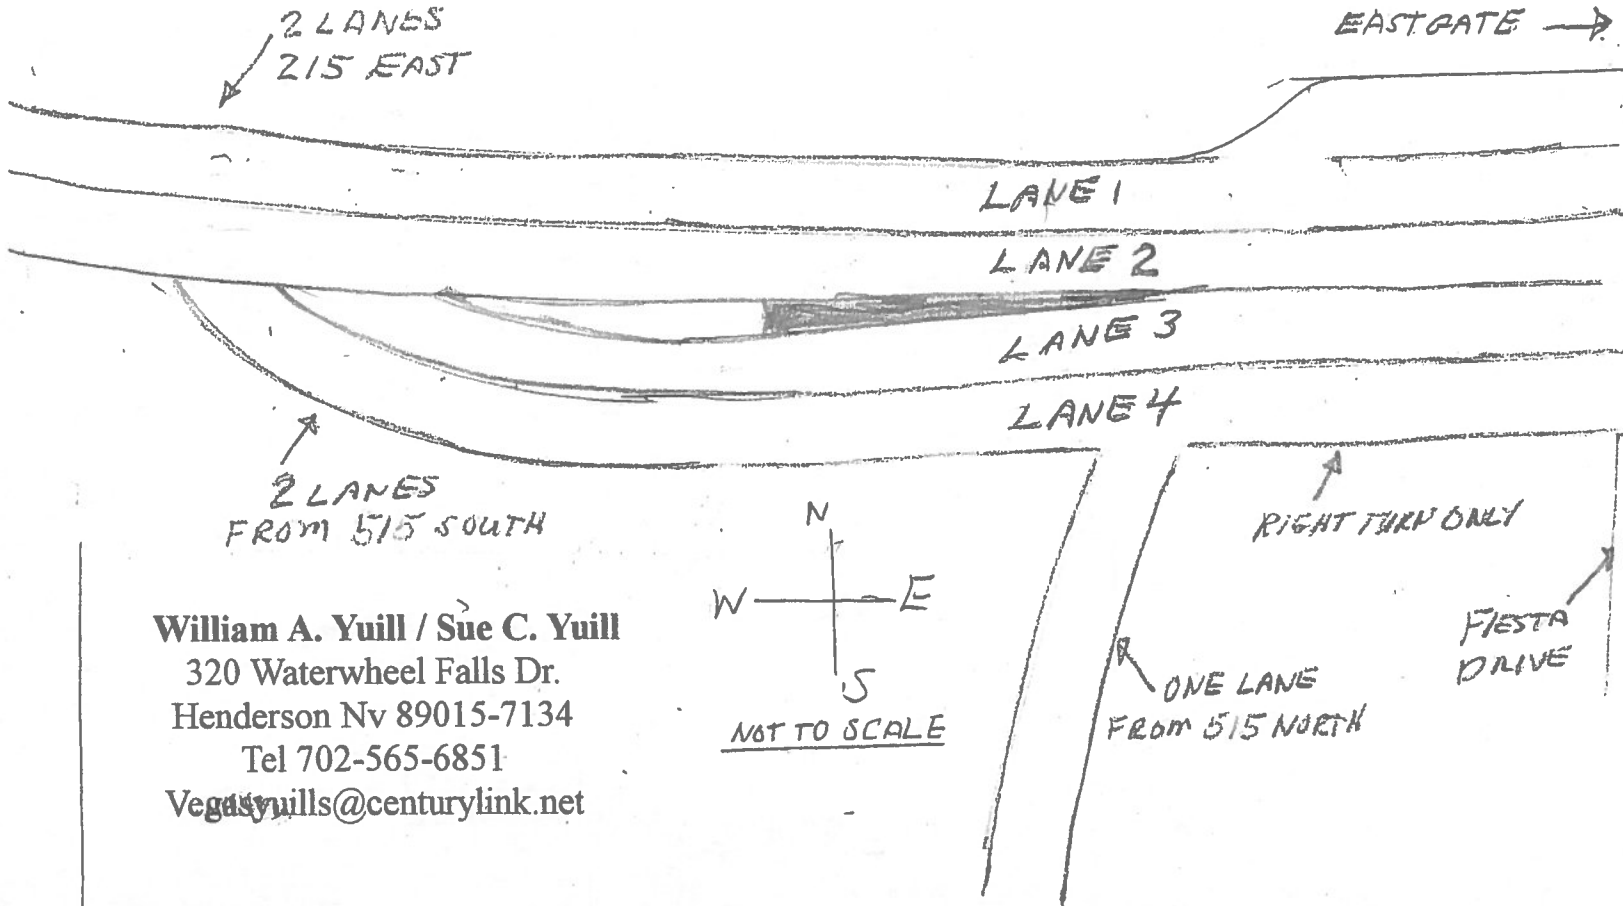 2 LANES
215 EAST
EASTGATE
LANE 1
LANE 2
LANE 3
LANE 4
2 LANES
FROM 515 SOUTH
RIGHT TURN ONLY
N
W E
S
NOT TO SCALE
ONE LANE
FROM 515 NORTH
FIESTA
DRIVE
William A. Yuill / Sue C. Yuill
320 Waterwheel Falls Dr.
Henderson Nv 89015-7134
Tel 702-565-6851
Vegasyuills@centurylink.net